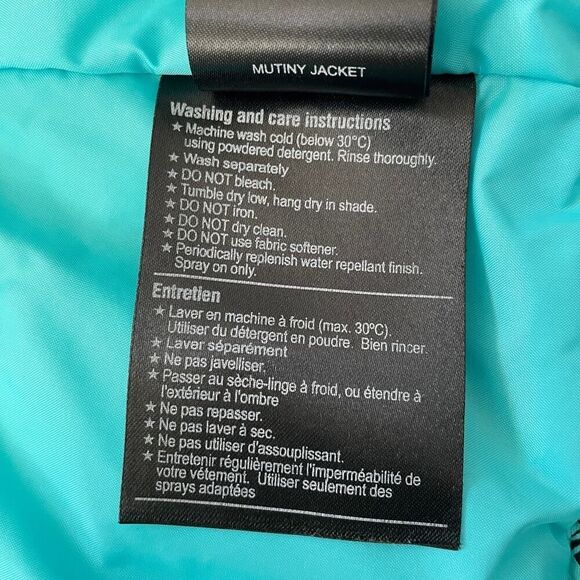 MUTINY JACKET
Washing and care instructions
★ Machine wash cold (below 30°C)
using powdered detergent. Rinse thoroughly.
★ Wash separately
★ DO NOT bleach.
★ Tumble dry low, hang dry in shade.
★ DO NOT iron.
★ DO NOT dry clean.
★ DO NOT use fabric softener.
★ Periodically replenish water repellant finish.
Spray on only.
Entretien
★ Laver en machine à froid (max. 30ºC).
Utiliser du détergent en poudre. Bien rincer.
★ Laver séparément
★ Ne pas javelliser.
★ Passer au sèche-linge à froid, ou étendre à
l'extérieur à l'ombre
★ Ne pas repasser.
★ Ne pas laver à sec.
★ Ne pas utiliser d'assouplissant.
★ Entretenir régulièrement l'imperméabilité de
votre vêtement. Utiliser seulement des
sprays adaptées